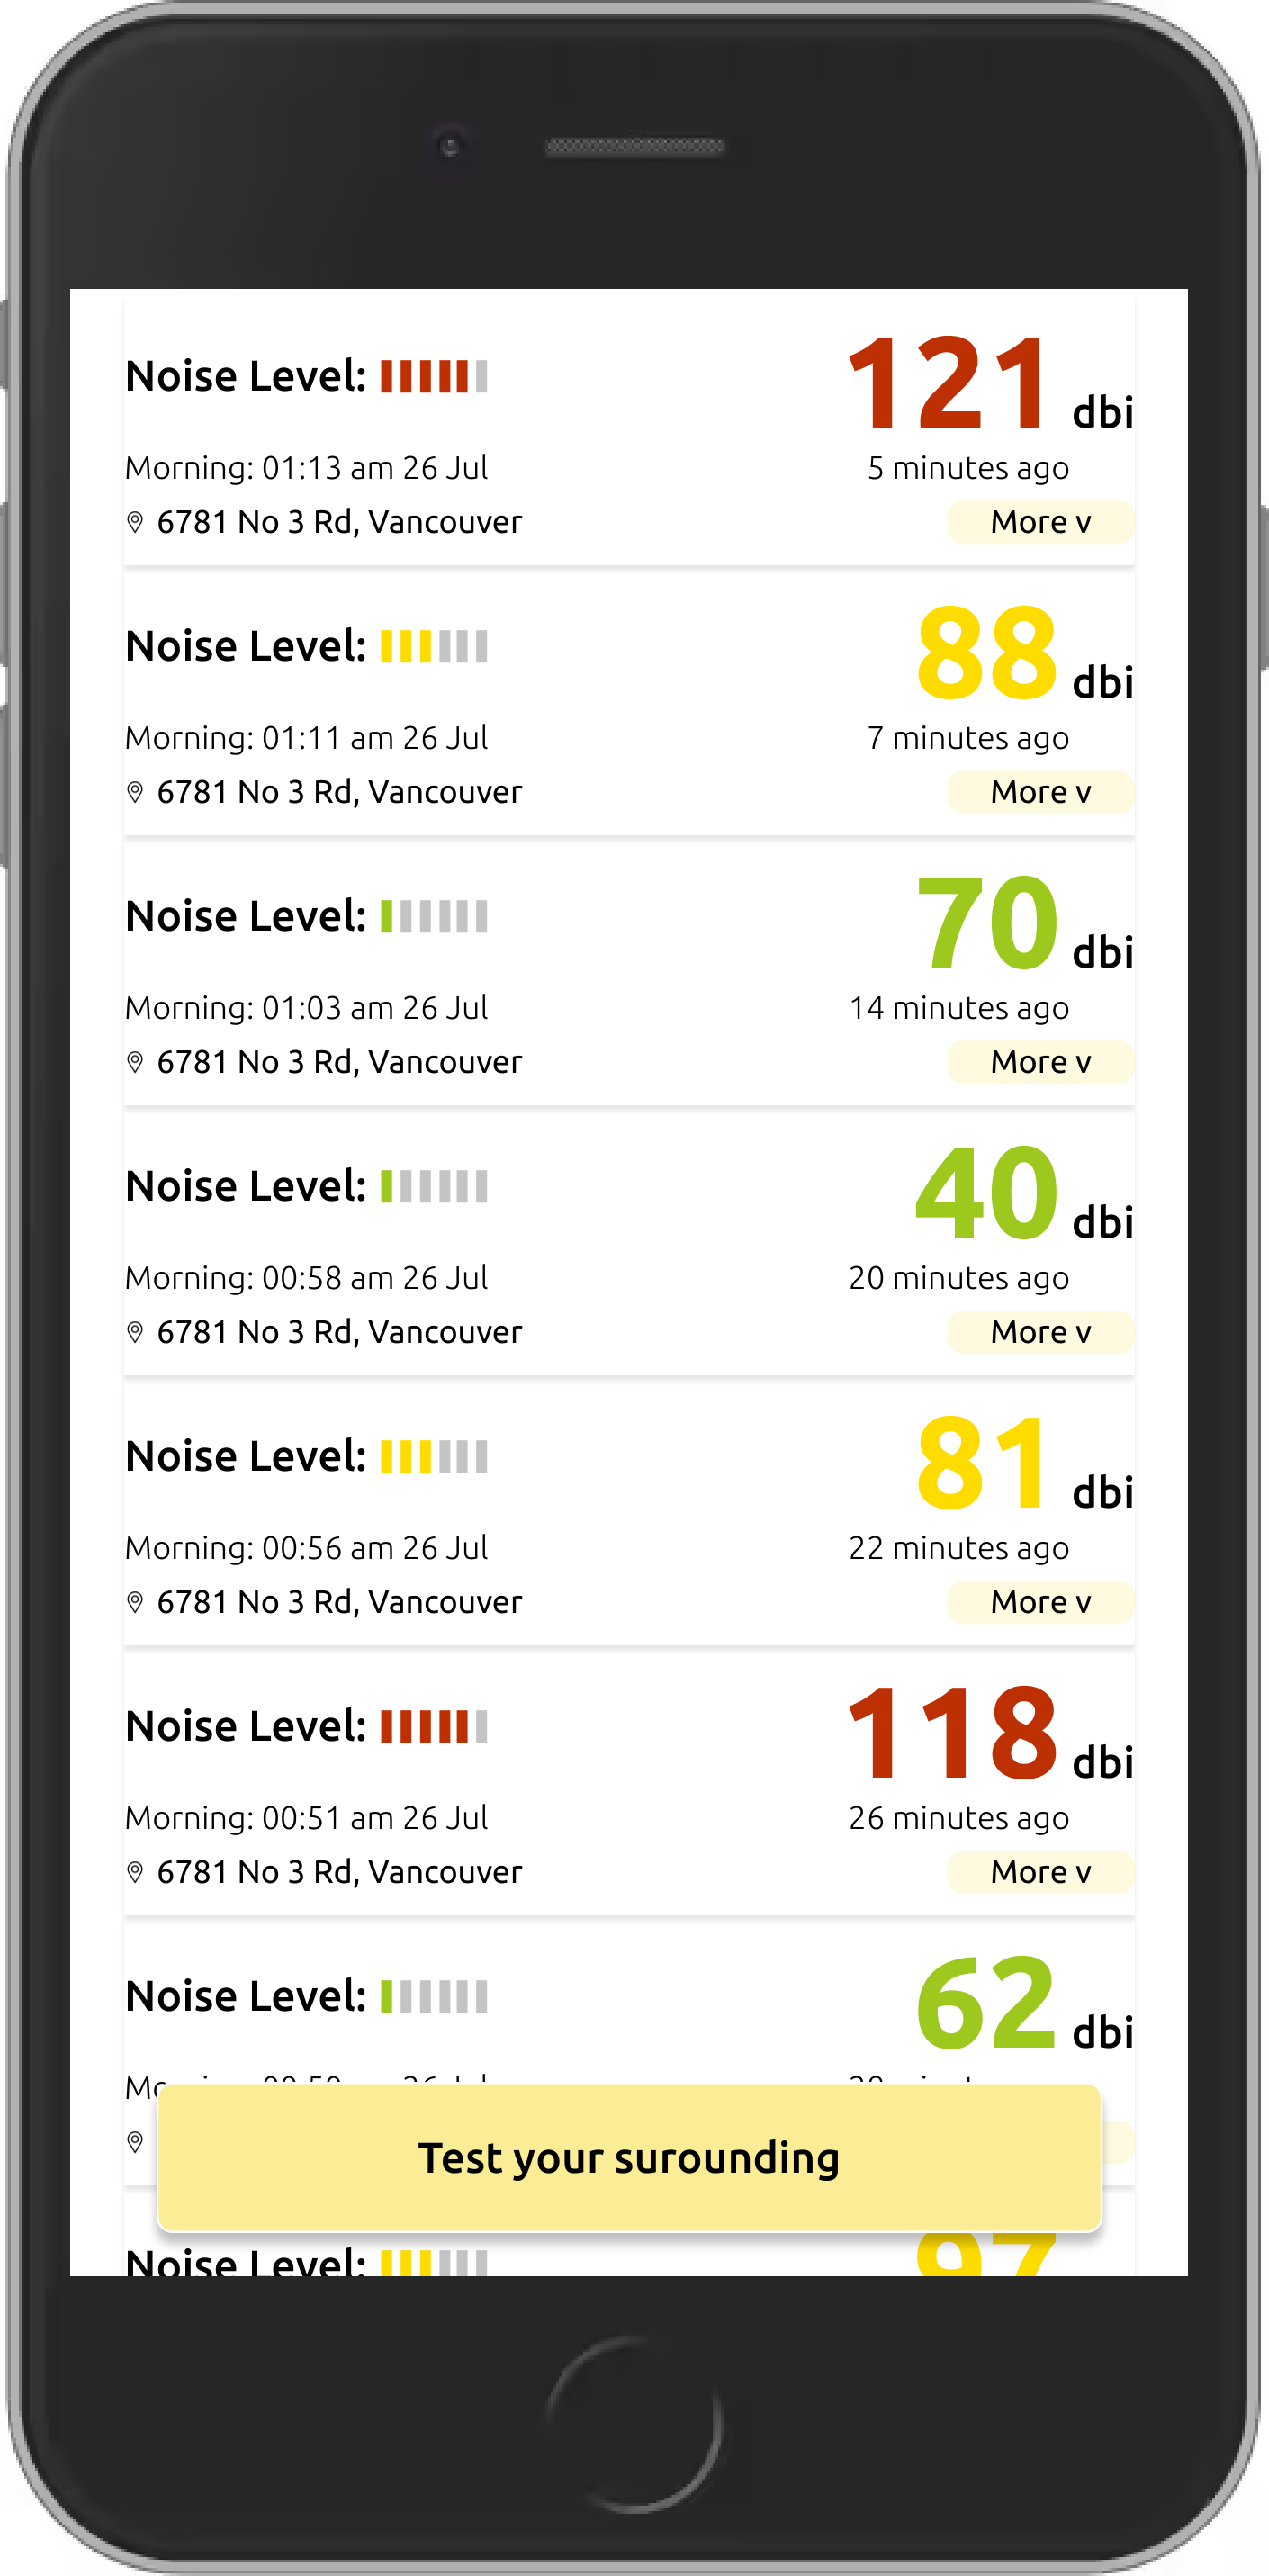 Noise Level: 121 dbi
Morning: 01:13 am 26 Jul 5 minutes ago
6781 No 3 Rd, Vancouver More v
Noise Level: 88 dbi
Morning: 01:11 am 26 Jul 7 minutes ago
6781 No 3 Rd, Vancouver More v
Noise Level: 70 dbi
Morning: 01:03 am 26 Jul 14 minutes ago
6781 No 3 Rd, Vancouver More v
Noise Level: 40 dbi
Morning: 00:58 am 26 Jul 20 minutes ago
6781 No 3 Rd, Vancouver More v
Noise Level: 81 dbi
Morning: 00:56 am 26 Jul 22 minutes ago
6781 No 3 Rd, Vancouver More v
Noise Level: 118 dbi
Morning: 00:51 am 26 Jul 26 minutes ago
6781 No 3 Rd, Vancouver More v
Noise Level: 62 dbi
Test your surounding
Noise Level: 97